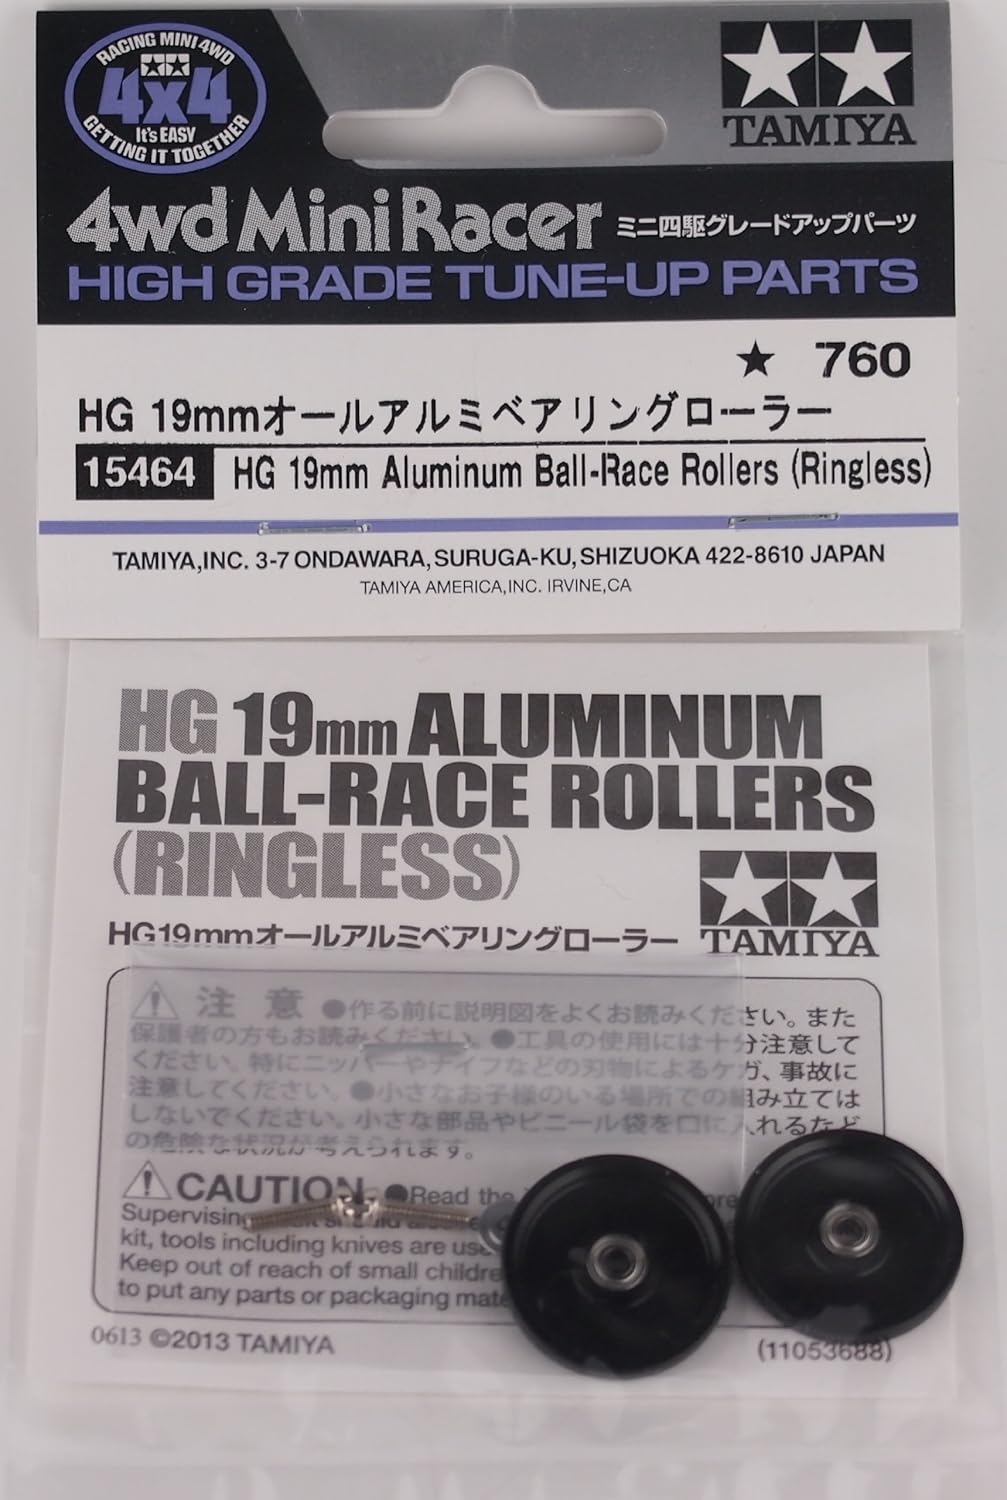 RACING MINI 4WD
4x4
It's EASY
GETTING IT TOGETHER
TAMIYA
4wd Mini Racer ミニ四駆グレードアップパーツ
HIGH GRADE TUNE-UP PARTS
★ 760
HG 19mmオールアルミベアリングローラー
15464 HG 19mm Aluminum Ball-Race Rollers (Ringless)
TAMIYA,INC. 3-7 ONDAWARA, SURUGA-KU, SHIZUOKA 422-8610 JAPAN
TAMIYA AMERICA,INC. IRVINE,CA
HG 19mm ALUMINUM
BALL-RACE ROLLERS
(RINGLESS)
TAMIYA
HG19mmオールアルミベアリングローラー
注 意 ●作る前に説明図をよくお読みください。また
保護者の方もお読みください。●工具の使用には十分注意して
ください。特にニッパーやナイフなどの刃物によるケガ、事故に
注意してください。●小さなお子様のいる場所での組み立ては
しないでください。小さな部品やビニール袋を口に入れるなど
の危険な状況が考えられます。
CAUTION ●Read the
Supervising
kit, tools including knives are
Keep out of reach of small
to put any parts or packaging
0613 ©2013 TAMIYA
(11053688)